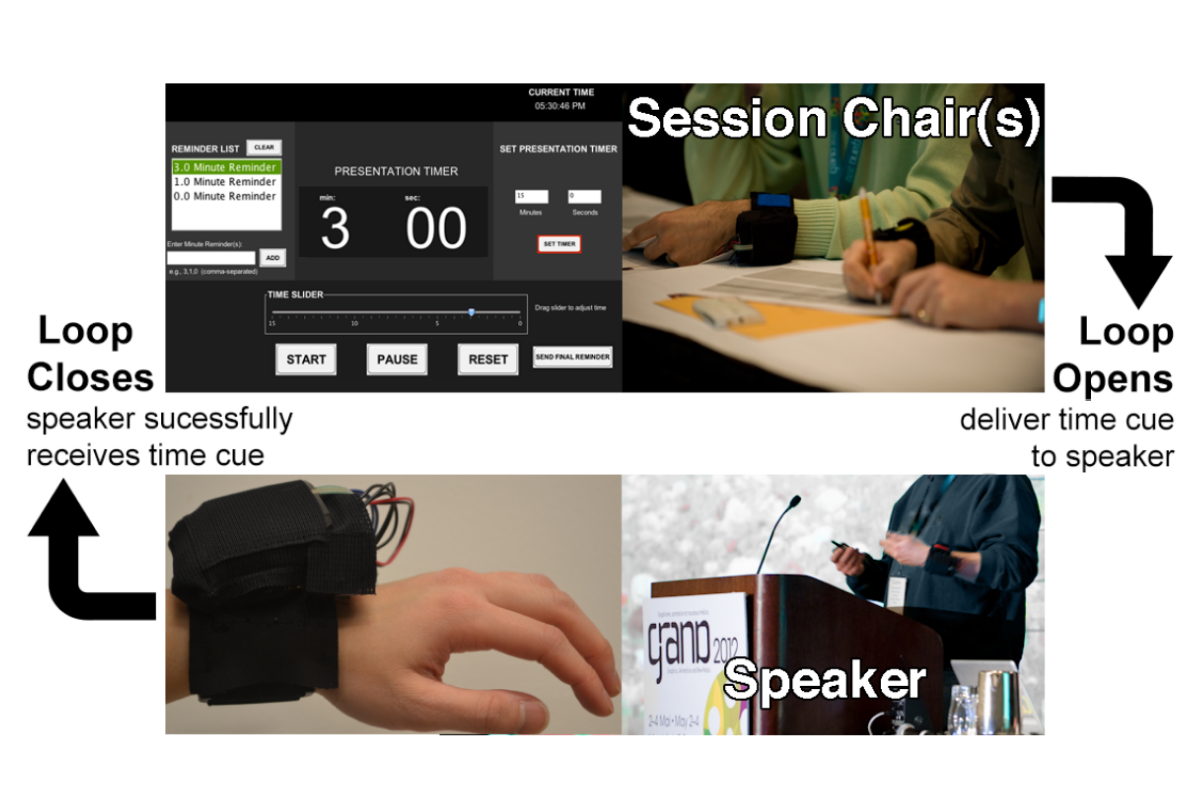 CURRENT TIME
05:30:46 PM
Session Chair(s)
REMINDER LIST
CLEAR
3.0 Minute Reminder
1.0 Minute Reminder
0.0 Minute Reminder
Enter Minute Reminder(s):
ADD
e.g., 3,1,0 (comma-separated)
PRESENTATION TIMER
min:
sec:
3
00
SET PRESENTATION TIMER
15
0
Minutes
Seconds
SET TIMER
TIME SLIDER
15
10
5
0
Drag slider to adjust time
START
PAUSE
RESET
SEND FINAL REMINDER
Loop
Opens
deliver time cue
to speaker
Loop
Closes
speaker sucessfully
receives time cue
grand 2012
2-4 Mai • May 2-4
Speaker